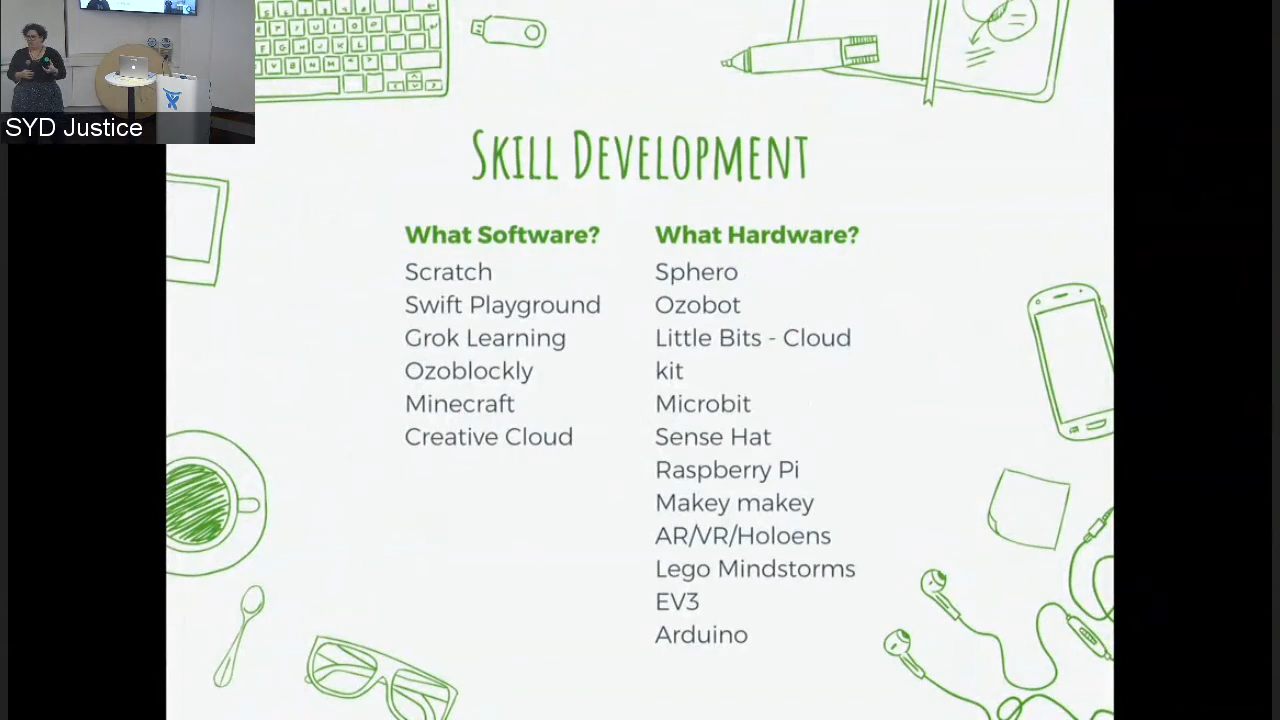 SYD Justice
Skill Development
What Software?
Scratch
Swift Playground
Grok Learning
Ozoblockly
Minecraft
Creative Cloud
What Hardware?
Sphero
Ozobot
Little Bits - Cloud
kit
Microbit
Sense Hat
Raspberry Pi
Makey makey
AR/VR/Holoens
Lego Mindstorms
EV3
Arduino